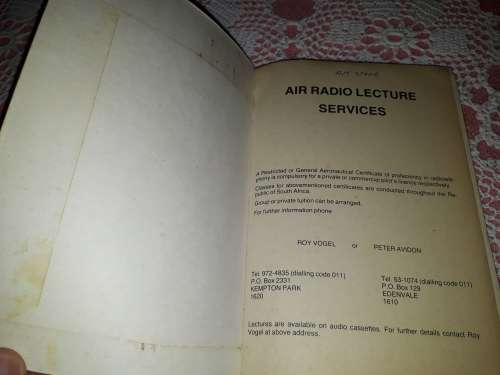 AIR RADIO LECTURE
SERVICES
A Restricted or General Aeronautical Certificate of proficiency in radiotele-
phony is compulsory for a private or commercial pilot's licence respectively.
Classes for abovementioned certificates are conducted throughout the Re-
public of South Africa.
Group or private tuition can be arranged.
For further information phone
ROY VOGEL or PETER AVIDON
Tel. 972-4835 (dialling code 011)
P.O. Box 2331
KEMPTON PARK
1620
Tel. 53-1074 (dialling code 011)
P.O. Box 129
EDENVALE
1610
Lectures are available on audio cassettes. For further details contact Roy
Vogel at above address.